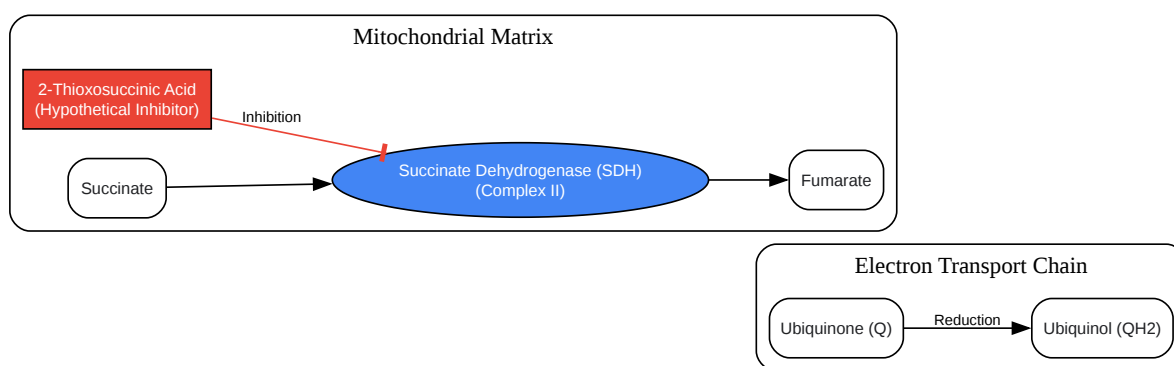 Mitochondrial Matrix
2-Thioxosuccinic Acid
(Hypothetical Inhibitor)
Inhibition
Succinate
Succinate Dehydrogenase (SDH)
(Complex II)
Fumarate
Electron Transport Chain
Ubiquinone (Q)
Reduction
Ubiquinol (QH2)